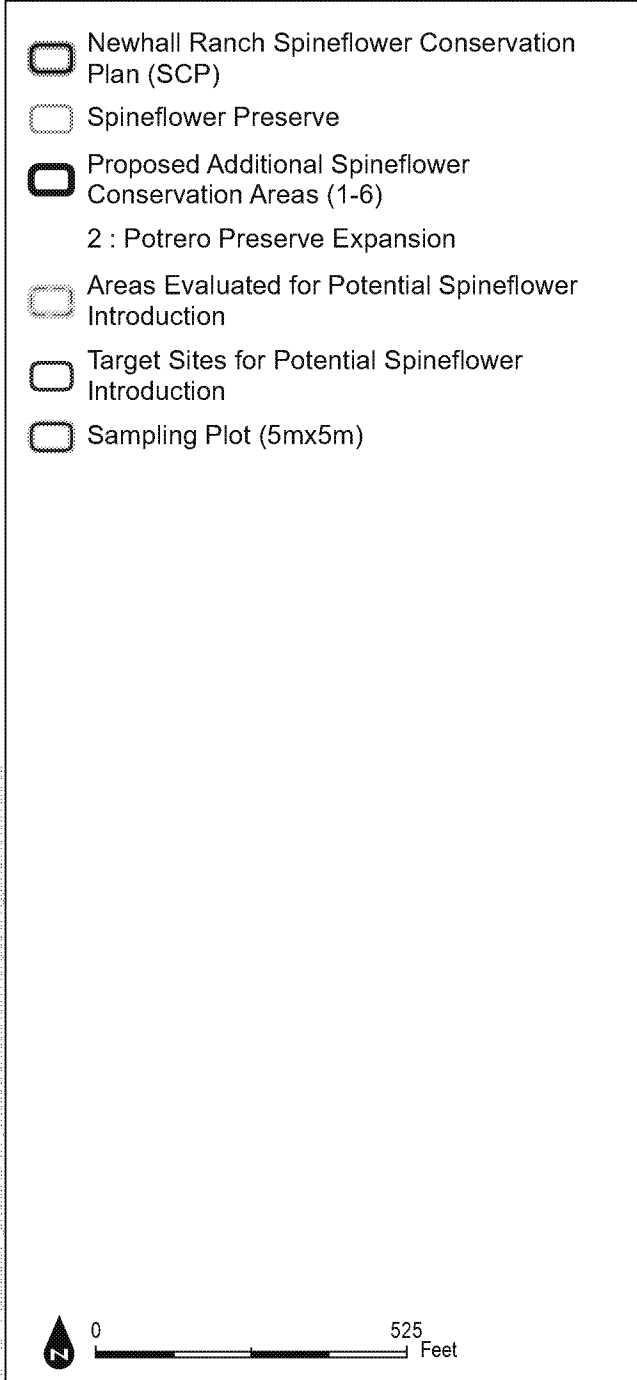 Newhall Ranch Spineflower Conservation
Plan (SCP)
Spineflower Preserve
Proposed Additional Spineflower
Conservation Areas (1-6)
2 : Potrero Preserve Expansion
Areas Evaluated for Potential Spineflower
Introduction
Target Sites for Potential Spineflower
Introduction
Sampling Plot (5mx5m)
N
0 525
Feet